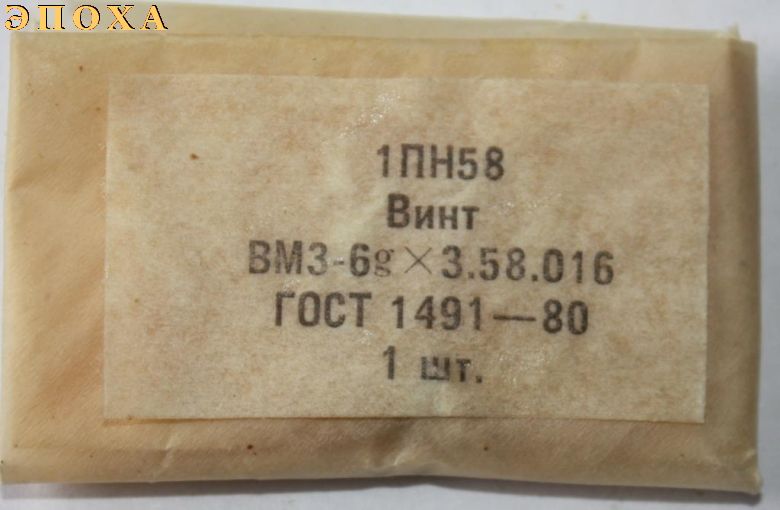 ЭПОХА
1ПН58
Винт
ВМ3-6g×3.58.016
ГОСТ 1491—80
1 шт.